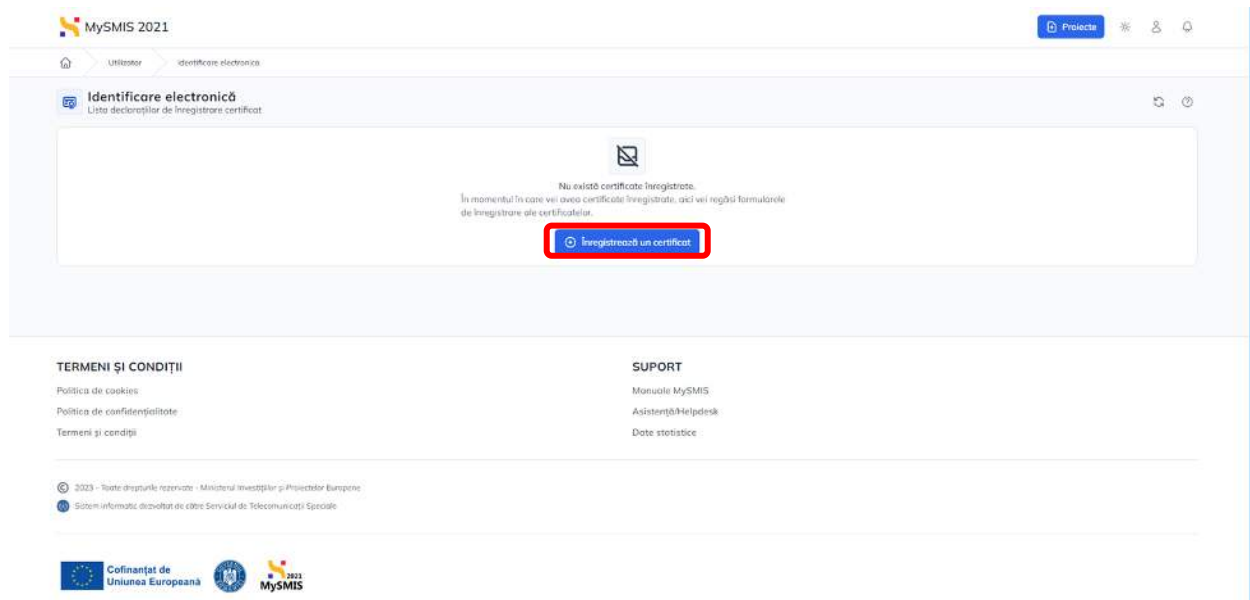 MySMIS 2021
Proiecte
Utilizator
Identificare electronica
Identificare electronică
Lista declarațiilor de înregistrare certificat
Nu există certificate înregistrate.
În momentul în care vei avea certificate înregistrate, aici vei regăsi formularele
de înregistrare ale certificatelor.
Înregistrează un certificat
TERMENI ȘI CONDIȚII
Politica de cookies
Politica de confidențialitate
Termeni și condiții
SUPORT
Manuale MySMIS
Asistență/Helpdesk
Date statistice
2023 - Toate drepturile rezervate - Ministerul Investițiilor și Proiectelor Europene
Sistem informatic dezvoltat de către Serviciul de Telecomunicații Speciale
Cofinanțat de
Uniunea Europeană
2021
MySMIS